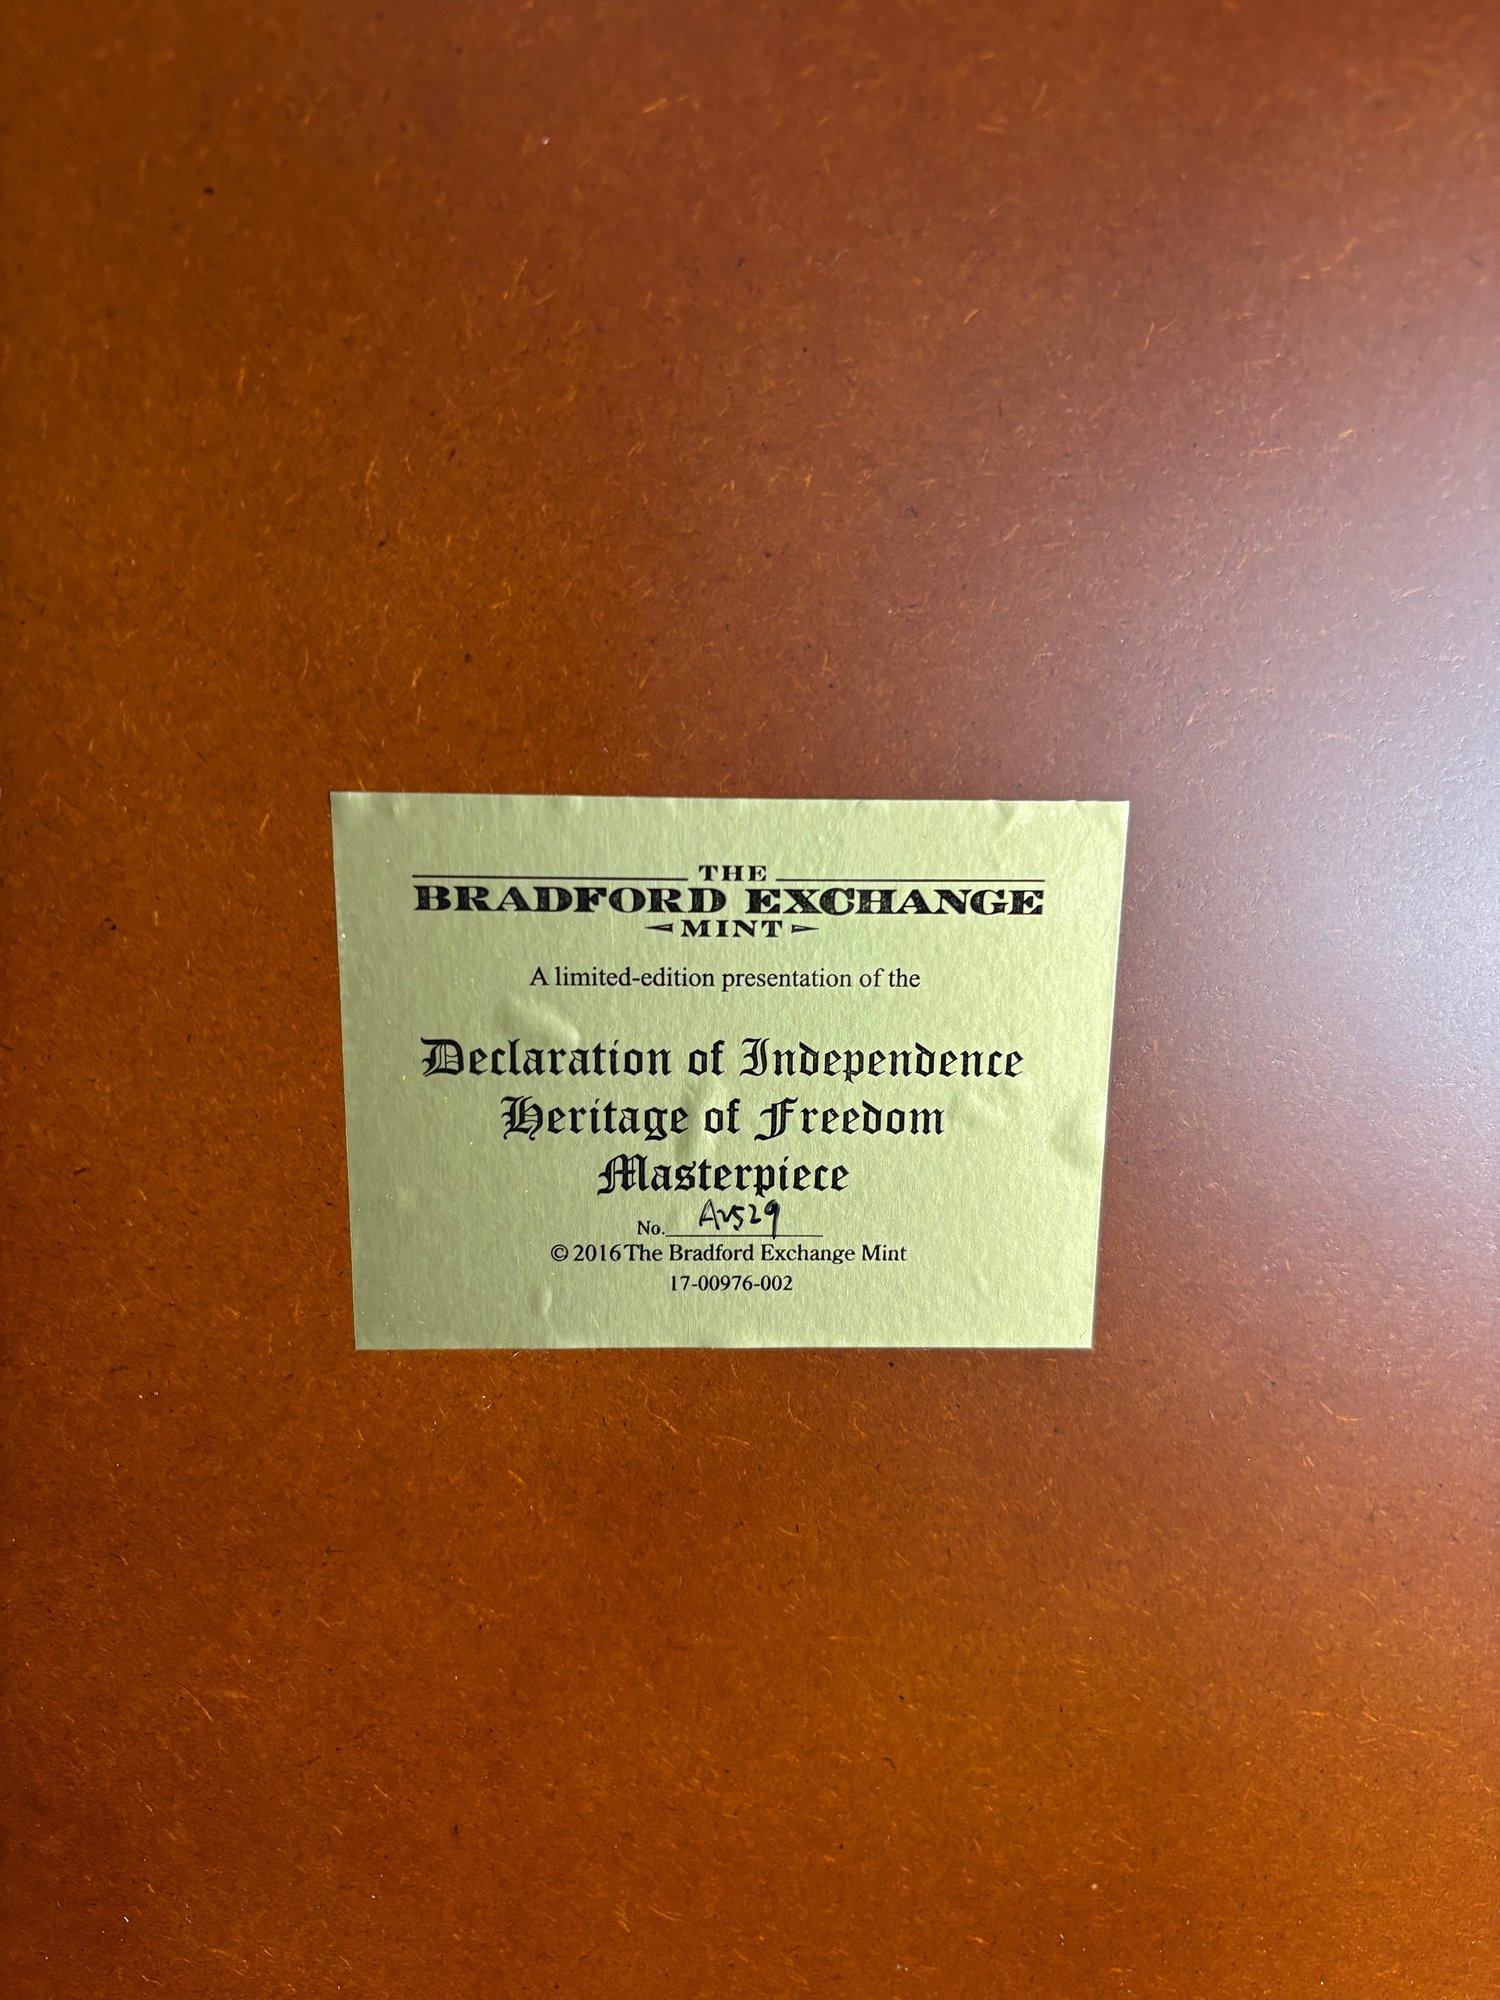 THE
BRADFORD EXCHANGE
MINT
A limited-edition presentation of the
Declaration of Independence
Heritage of Freedom
Masterpiece
No. A2529
© 2016 The Bradford Exchange Mint
17-00976-002